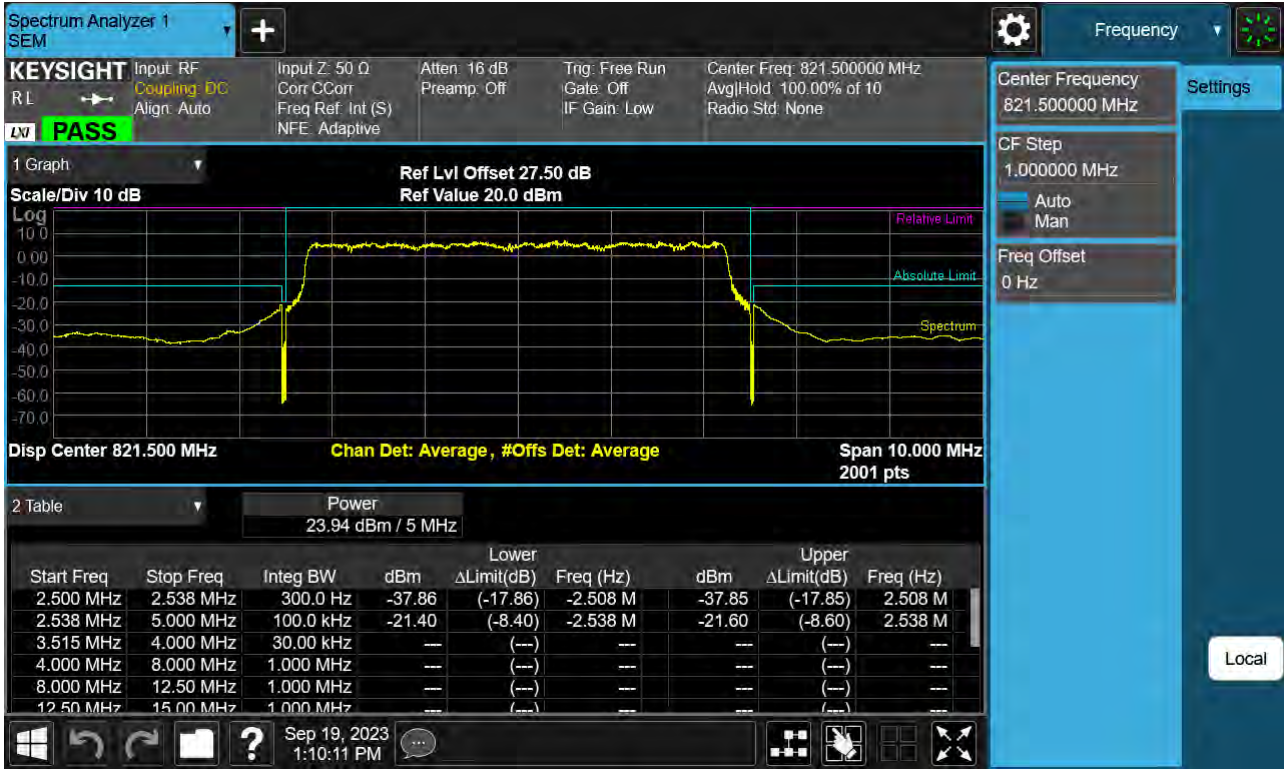 Spectrum Analyzer 1
SEM
+
Frequency
KEYSIGHT
RL
LXI
PASS
Input: RF
Coupling: DC
Align: Auto
Input Z: 50 Ω
Corr CCorr
Freq Ref: Int (S)
NFE: Adaptive
Atten: 16 dB
Preamp: Off
Trig: Free Run
Gate: Off
IF Gain: Low
Center Freq: 821.500000 MHz
Avg|Hold: 100.00% of 10
Radio Std: None
Center Frequency
821.500000 MHz
Settings
CF Step
1.000000 MHz
Auto
Man
Freq Offset
0 Hz
Local
1 Graph
Scale/Div 10 dB
Ref Lvl Offset 27.50 dB
Ref Value 20.0 dBm
Log
10.0
0.00
-10.0
-20.0
-30.0
-40.0
-50.0
-60.0
-70.0
Relative Limit
Absolute Limit
Spectrum
Disp Center 821.500 MHz
Chan Det: Average, #Offs Det: Average
Span 10.000 MHz
2001 pts
2 Table
Power
23.94 dBm / 5 MHz
Lower Upper
Start Freq Stop Freq Integ BW dBm ΔLimit(dB) Freq (Hz) dBm ΔLimit(dB) Freq (Hz)
2.500 MHz 2.538 MHz 300.0 Hz -37.86 (-17.86) -2.508 M -37.85 (-17.85) 2.508 M
2.538 MHz 5.000 MHz 100.0 kHz -21.40 (-8.40) -2.538 M -21.60 (-8.60) 2.538 M
3.515 MHz 4.000 MHz 30.00 kHz --- (---) --- --- (---) ---
4.000 MHz 8.000 MHz 1.000 MHz --- (---) --- --- (---) ---
8.000 MHz 12.50 MHz 1.000 MHz --- (---) --- --- (---) ---
12.50 MHz 15.00 MHz 1.000 MHz --- (---) --- --- (---) ---
?
Sep 19, 2023
1:10:11 PM